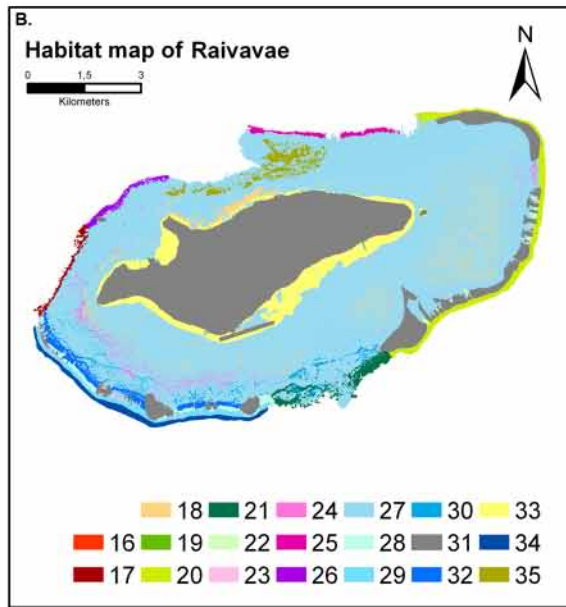 B.
Habitat map of Raivavae
N
0 1,5 3
Kilometers
18 21 24 27 30 33
16 19 22 25 28 31 34
17 20 23 26 29 32 35